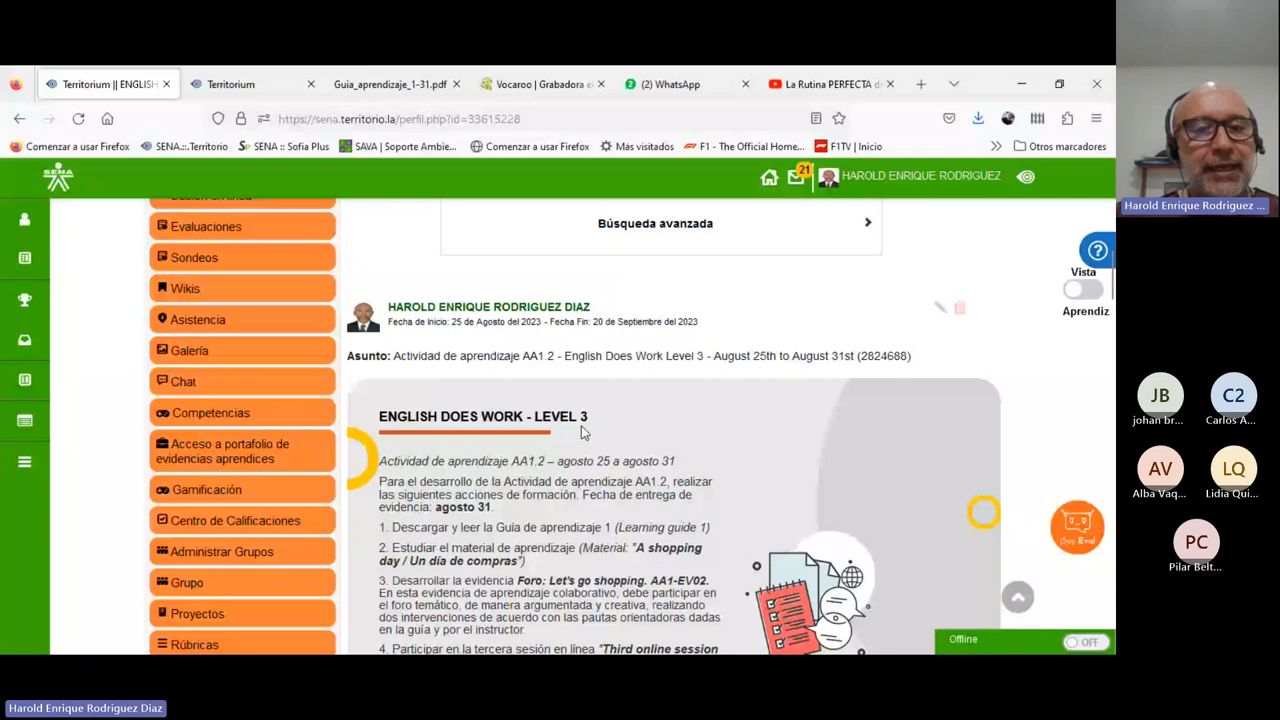 Territorium || ENGLISH
Territorium
Guia_aprendizaje_1-31.pdf
Vocaroo | Grabadora
(2) WhatsApp
La Rutina PERFECTA
https://sena.territorio.la/perfil.php?id=33615228
Comenzar a usar Firefox
SENA.::.Territorio
SENA :: Sofia Plus
SAVA | Soporte Ambie...
Comenzar a usar Firefox
Más visitados
F1 - The Official Home...
F1TV | Inicio
Otros marcadores
SENA
21
HAROLD ENRIQUE RODRIGUEZ
Evaluaciones
Sondeos
Wikis
Asistencia
Galería
Chat
Competencias
Acceso a portafolio de
evidencias aprendices
Gamificación
Centro de Calificaciones
Administrar Grupos
Grupo
Proyectos
Rúbricas
Búsqueda avanzada
HAROLD ENRIQUE RODRIGUEZ DIAZ
Fecha de Inicio: 25 de Agosto del 2023 - Fecha Fin: 20 de Septiembre del 2023
Asunto: Actividad de aprendizaje AA1.2 - English Does Work Level 3 - August 25th to August 31st (2824688)
ENGLISH DOES WORK - LEVEL 3
Actividad de aprendizaje AA1.2 – agosto 25 a agosto 31
Para el desarrollo de la Actividad de aprendizaje AA1.2, realizar
las siguientes acciones de formación. Fecha de entrega de
evidencia: agosto 31.
1. Descargar y leer la Guía de aprendizaje 1 (Learning guide 1)
2. Estudiar el material de aprendizaje (Material: "A shopping
day / Un día de compras")
3. Desarrollar la evidencia Foro: Let's go shopping. AA1-EV02.
En esta evidencia de aprendizaje colaborativo, debe participar en
el foro temático, de manera argumentada y creativa, realizando
dos intervenciones de acuerdo con las pautas orientadoras dadas
en la guía y por el instructor.
4. Participar en la tercera sesión en línea "Third online session
Vista
Aprendiz
¡Soy Eva!
Offline
OFF
Harold Enrique Rodriguez ...
JB
johan br...
C2
Carlos A...
AV
Alba Vaq...
LQ
Lidia Qui...
PC
Pilar Belt...
Harold Enrique Rodriguez Diaz